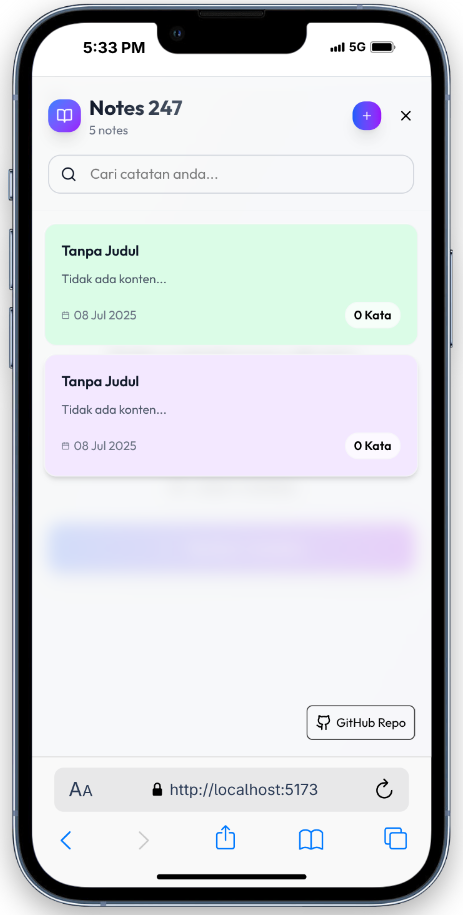 5:33 PM
5G
Notes 247
5 notes
+
Cari catatan anda...
Tanpa Judul
Tidak ada konten...
08 Jul 2025
0 Kata
Tanpa Judul
Tidak ada konten...
08 Jul 2025
0 Kata
GitHub Repo
AA
http://localhost:5173